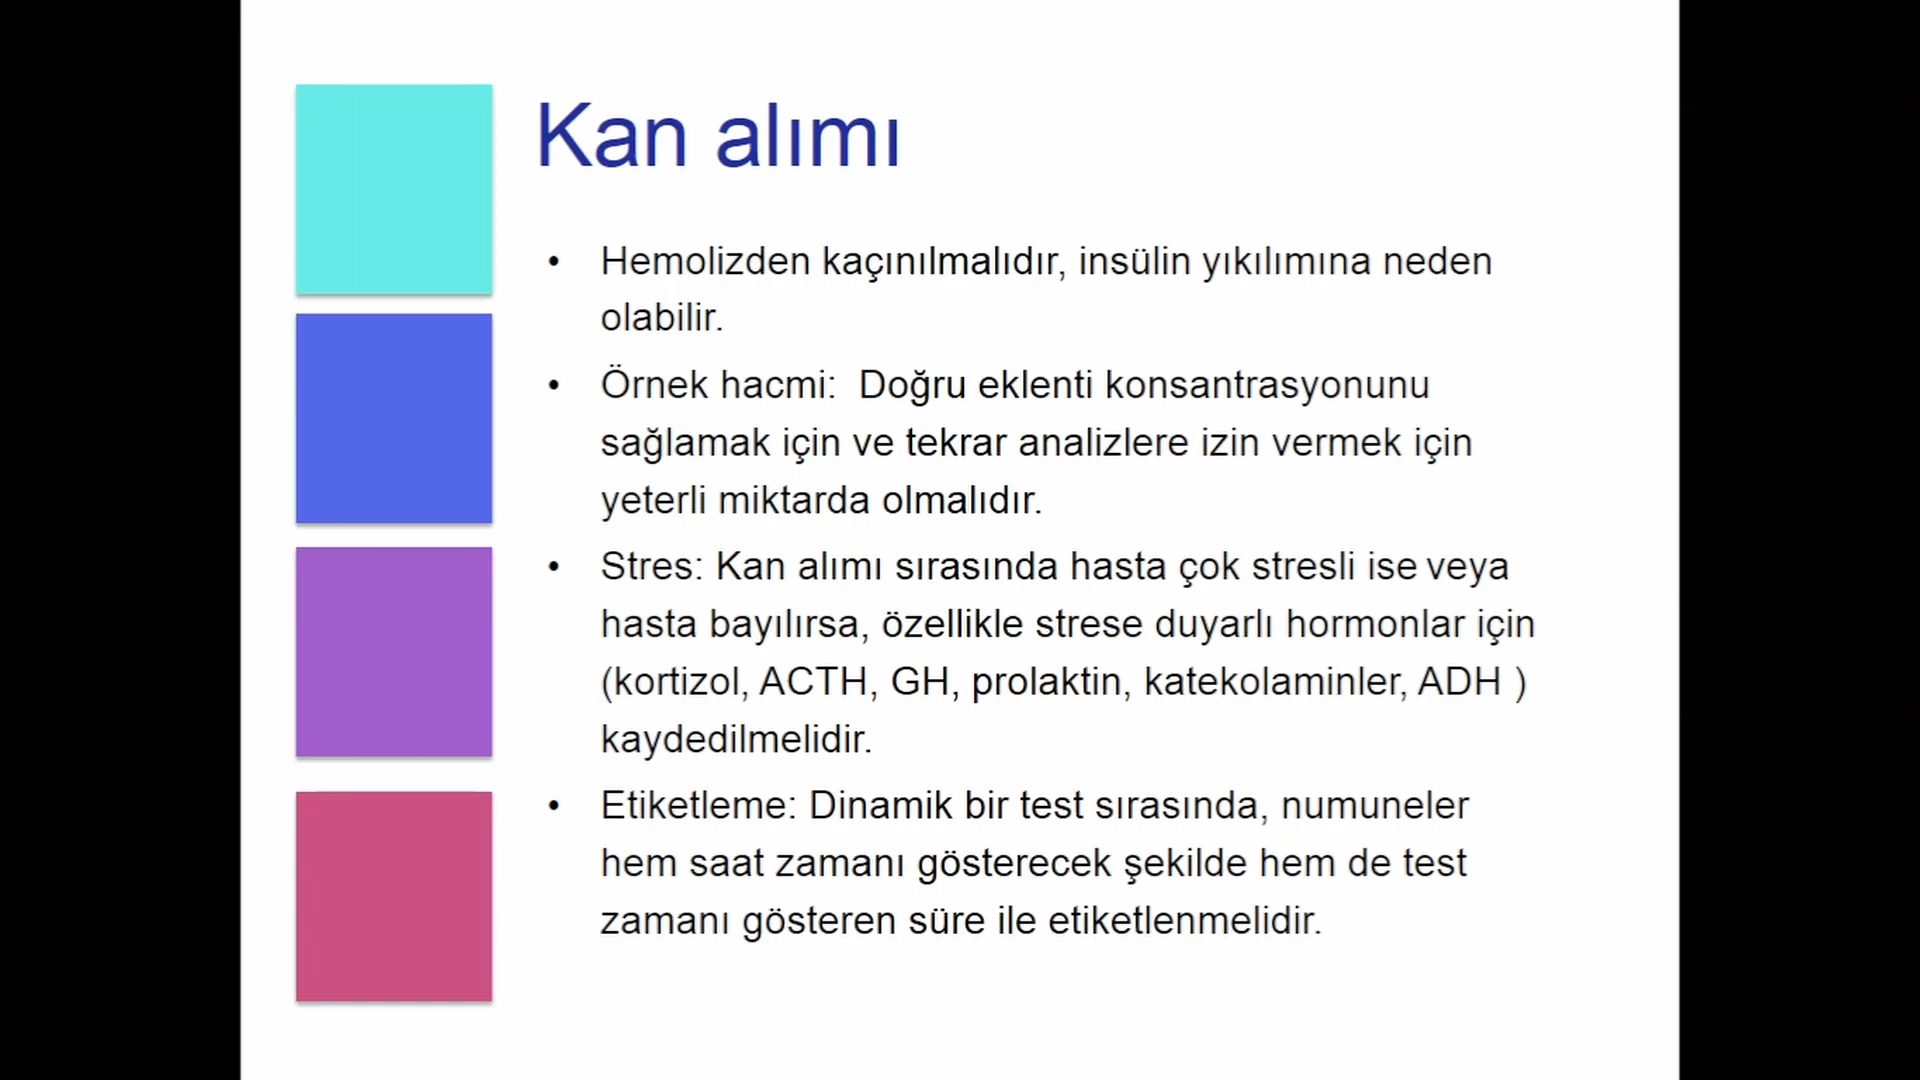 Kan alımı
• Hemolizden kaçınılmalıdır, insülin yıkılımına neden
olabilir.
• Örnek hacmi:  Doğru eklenti konsantrasyonunu
sağlamak için ve tekrar analizlere izin vermek için
yeterli miktarda olmalıdır.
• Stres: Kan alımı sırasında hasta çok stresli ise veya
hasta bayılırsa, özellikle strese duyarlı hormonlar için
(kortizol, ACTH, GH, prolaktin, katekolaminler, ADH )
kaydedilmelidir.
• Etiketleme: Dinamik bir test sırasında, numuneler
hem saat zamanı gösterecek şekilde hem de test
zamanı gösteren süre ile etiketlenmelidir.